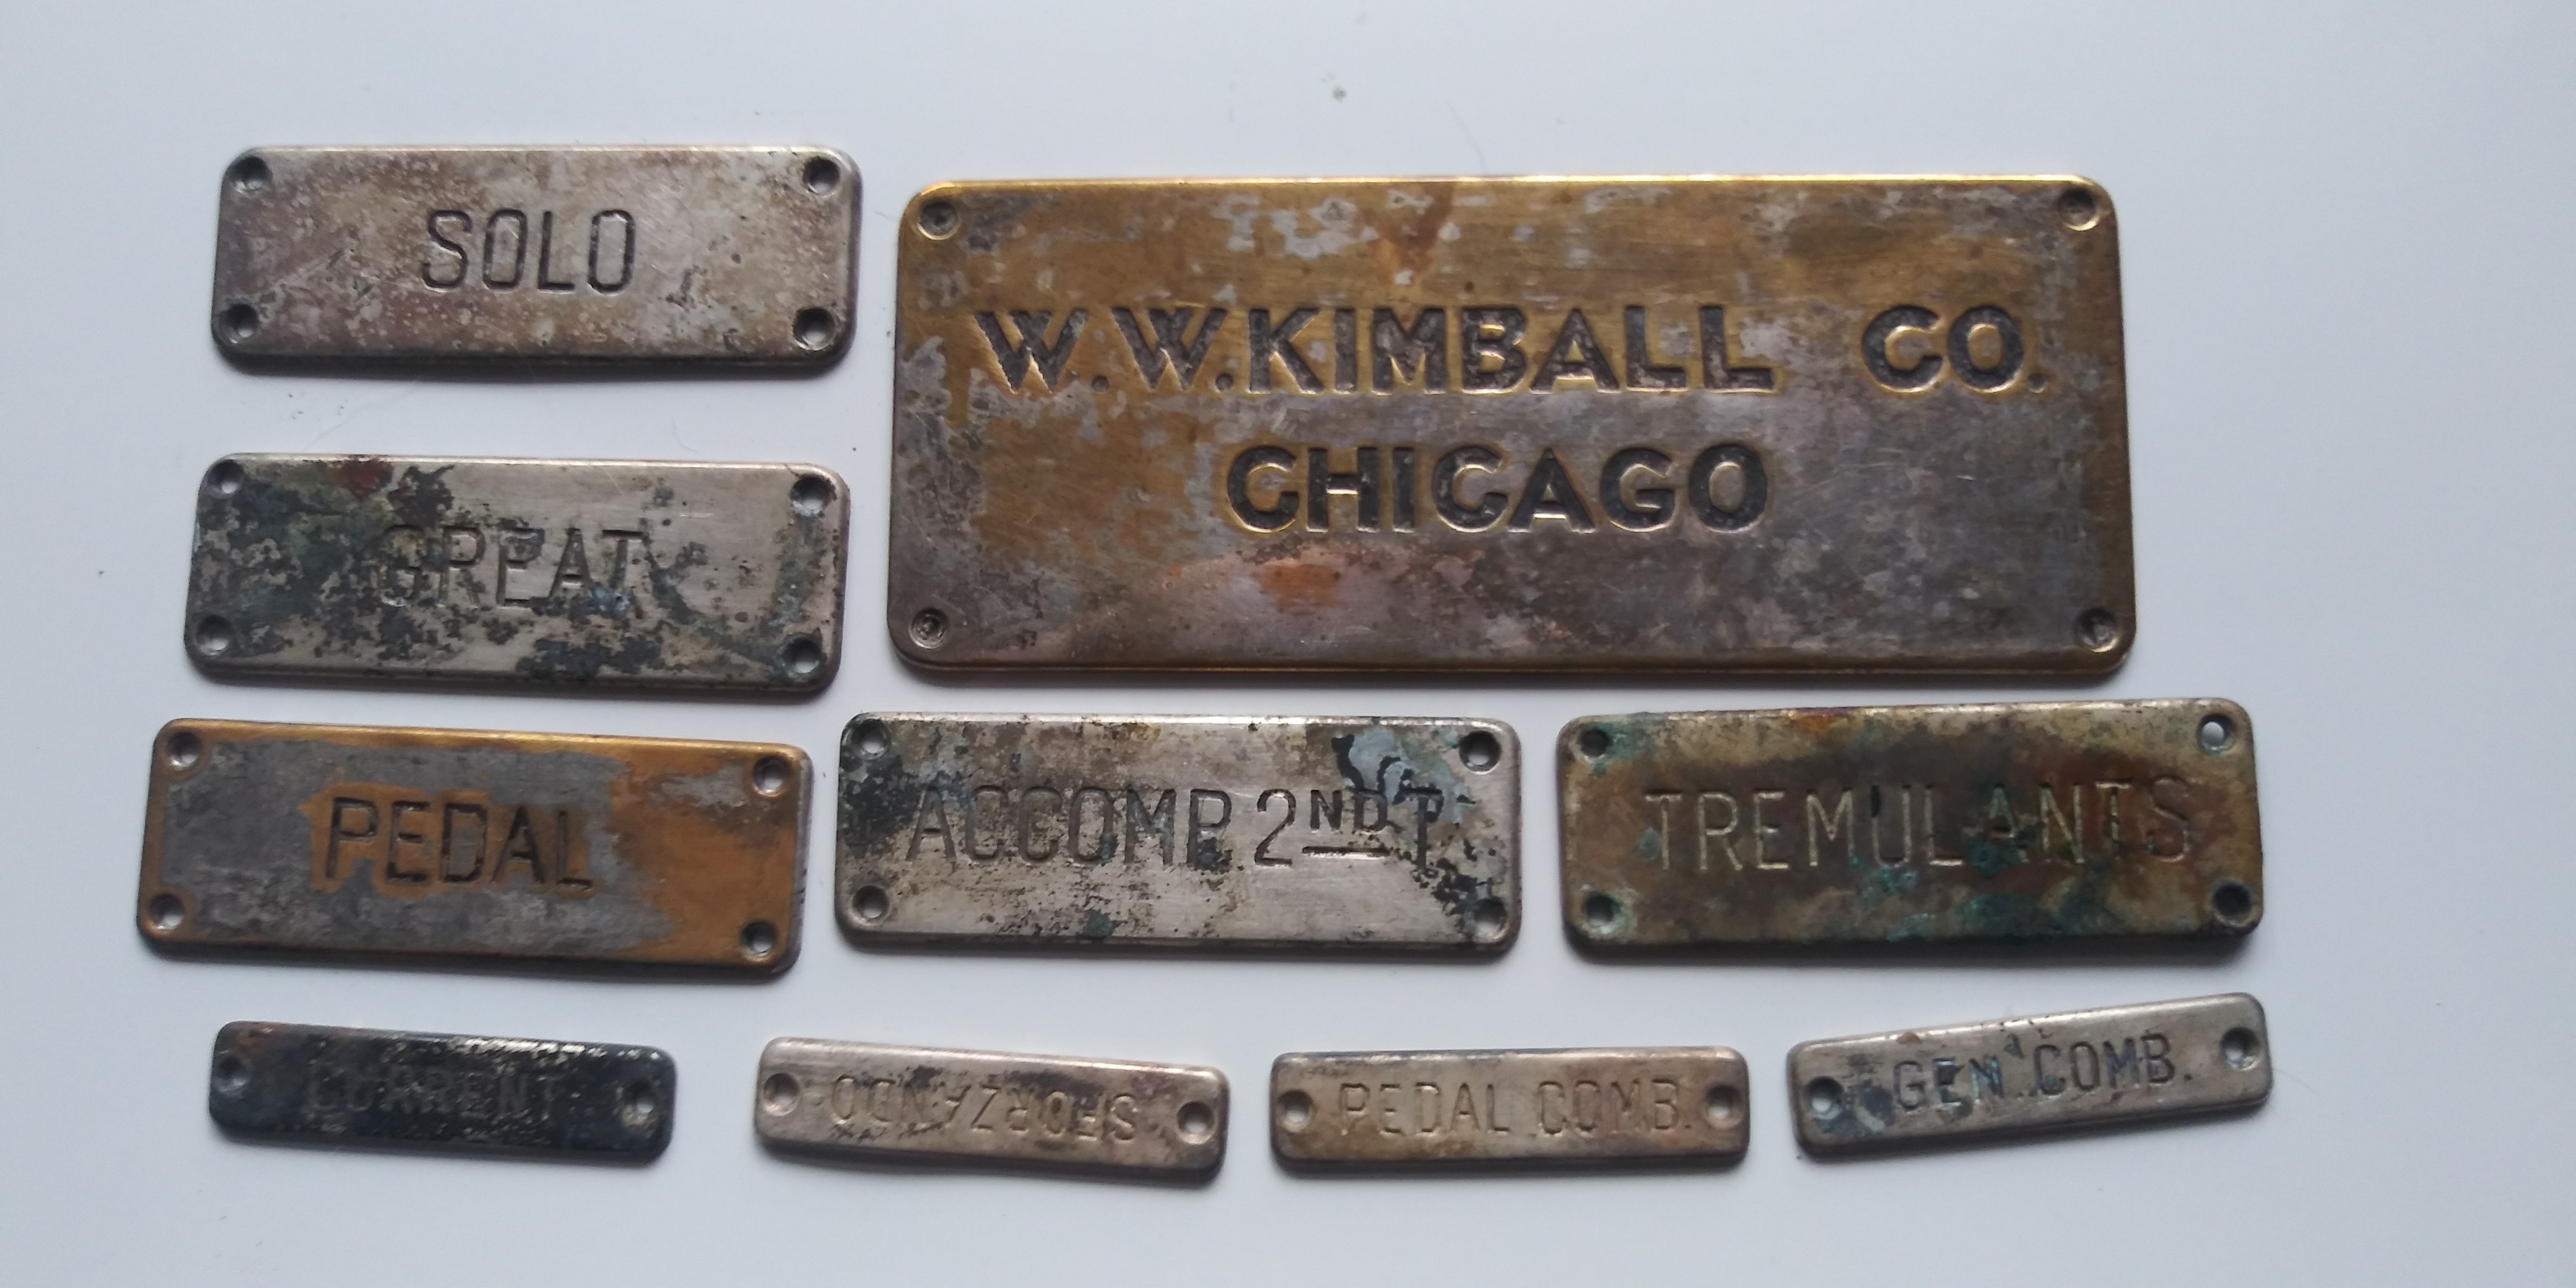 SOLO
W.W.KIMBALL CO.
CHICAGO
GREAT
PEDAL
ACCOMP. 2ND T.
TREMULANTS
CURRENT
SFORZANDO
PEDAL COMB.
GEN. COMB.